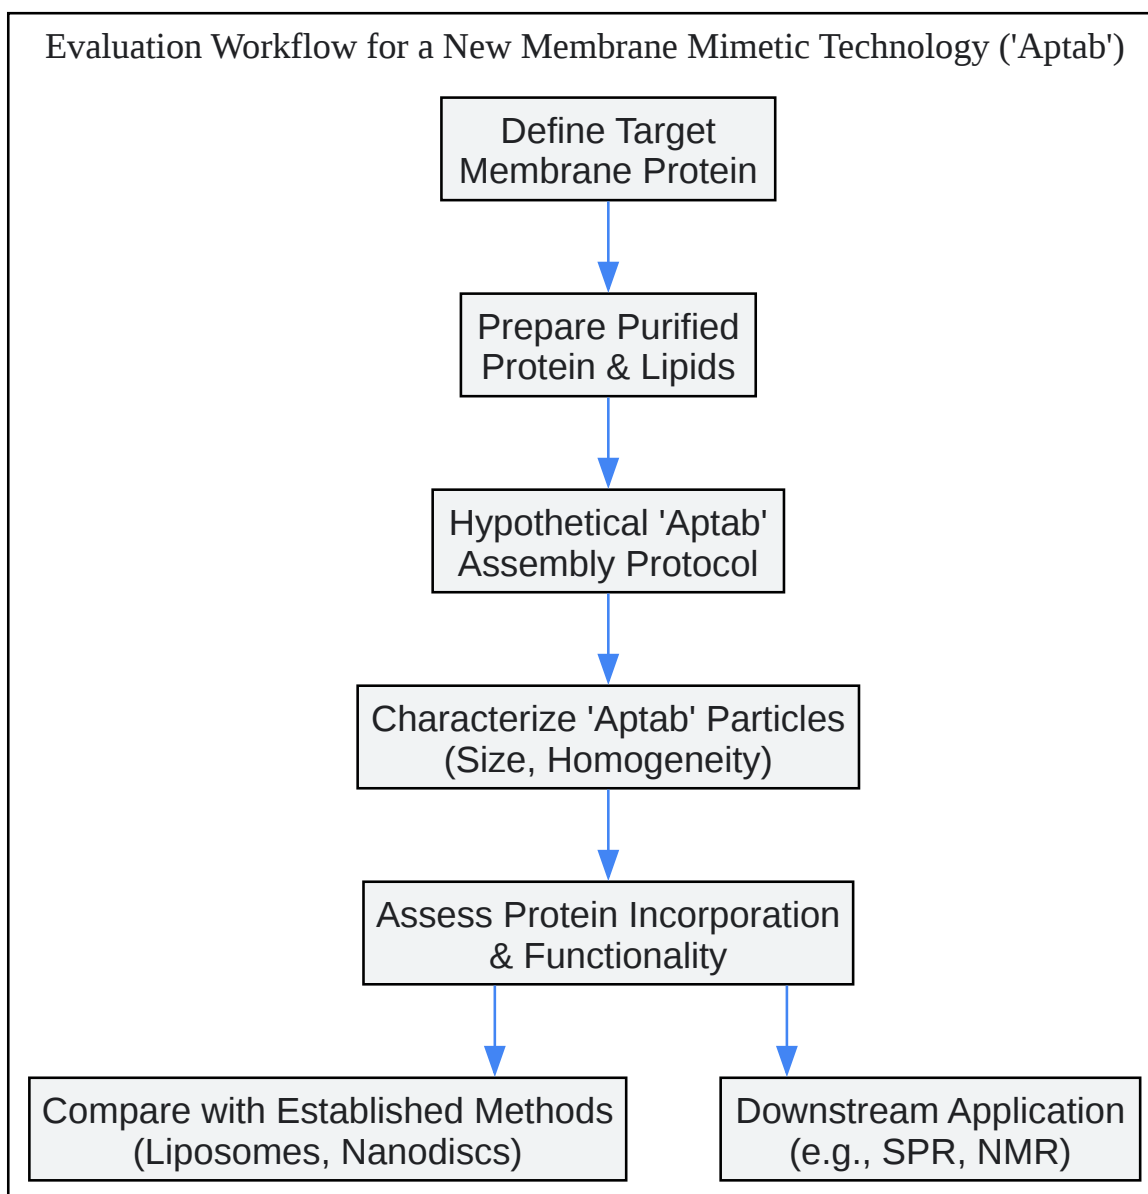 Evaluation Workflow for a New Membrane Mimetic Technology ('Aptab')
Define Target
Membrane Protein
Prepare Purified
Protein & Lipids
Hypothetical 'Aptab'
Assembly Protocol
Characterize 'Aptab' Particles
(Size, Homogeneity)
Assess Protein Incorporation
& Functionality
Compare with Established Methods
(Liposomes, Nanodiscs)
Downstream Application
(e.g., SPR, NMR)